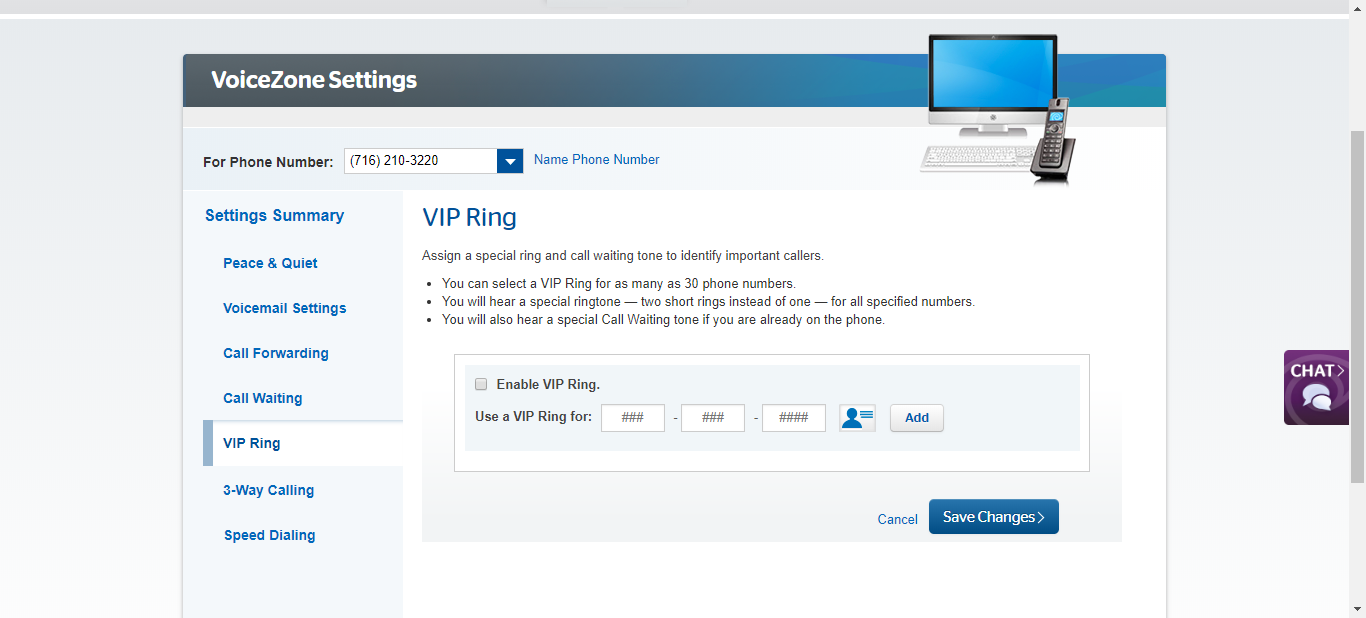 VoiceZone Settings
For Phone Number: (716) 210-3220 Name Phone Number
Settings Summary
Peace & Quiet
Voicemail Settings
Call Forwarding
Call Waiting
VIP Ring
3-Way Calling
Speed Dialing
VIP Ring
Assign a special ring and call waiting tone to identify important callers.
• You can select a VIP Ring for as many as 30 phone numbers.
• You will hear a special ringtone — two short rings instead of one — for all specified numbers.
• You will also hear a special Call Waiting tone if you are already on the phone.
Enable VIP Ring.
Use a VIP Ring for: ### - ### - #### Add
Cancel Save Changes>
CHAT>